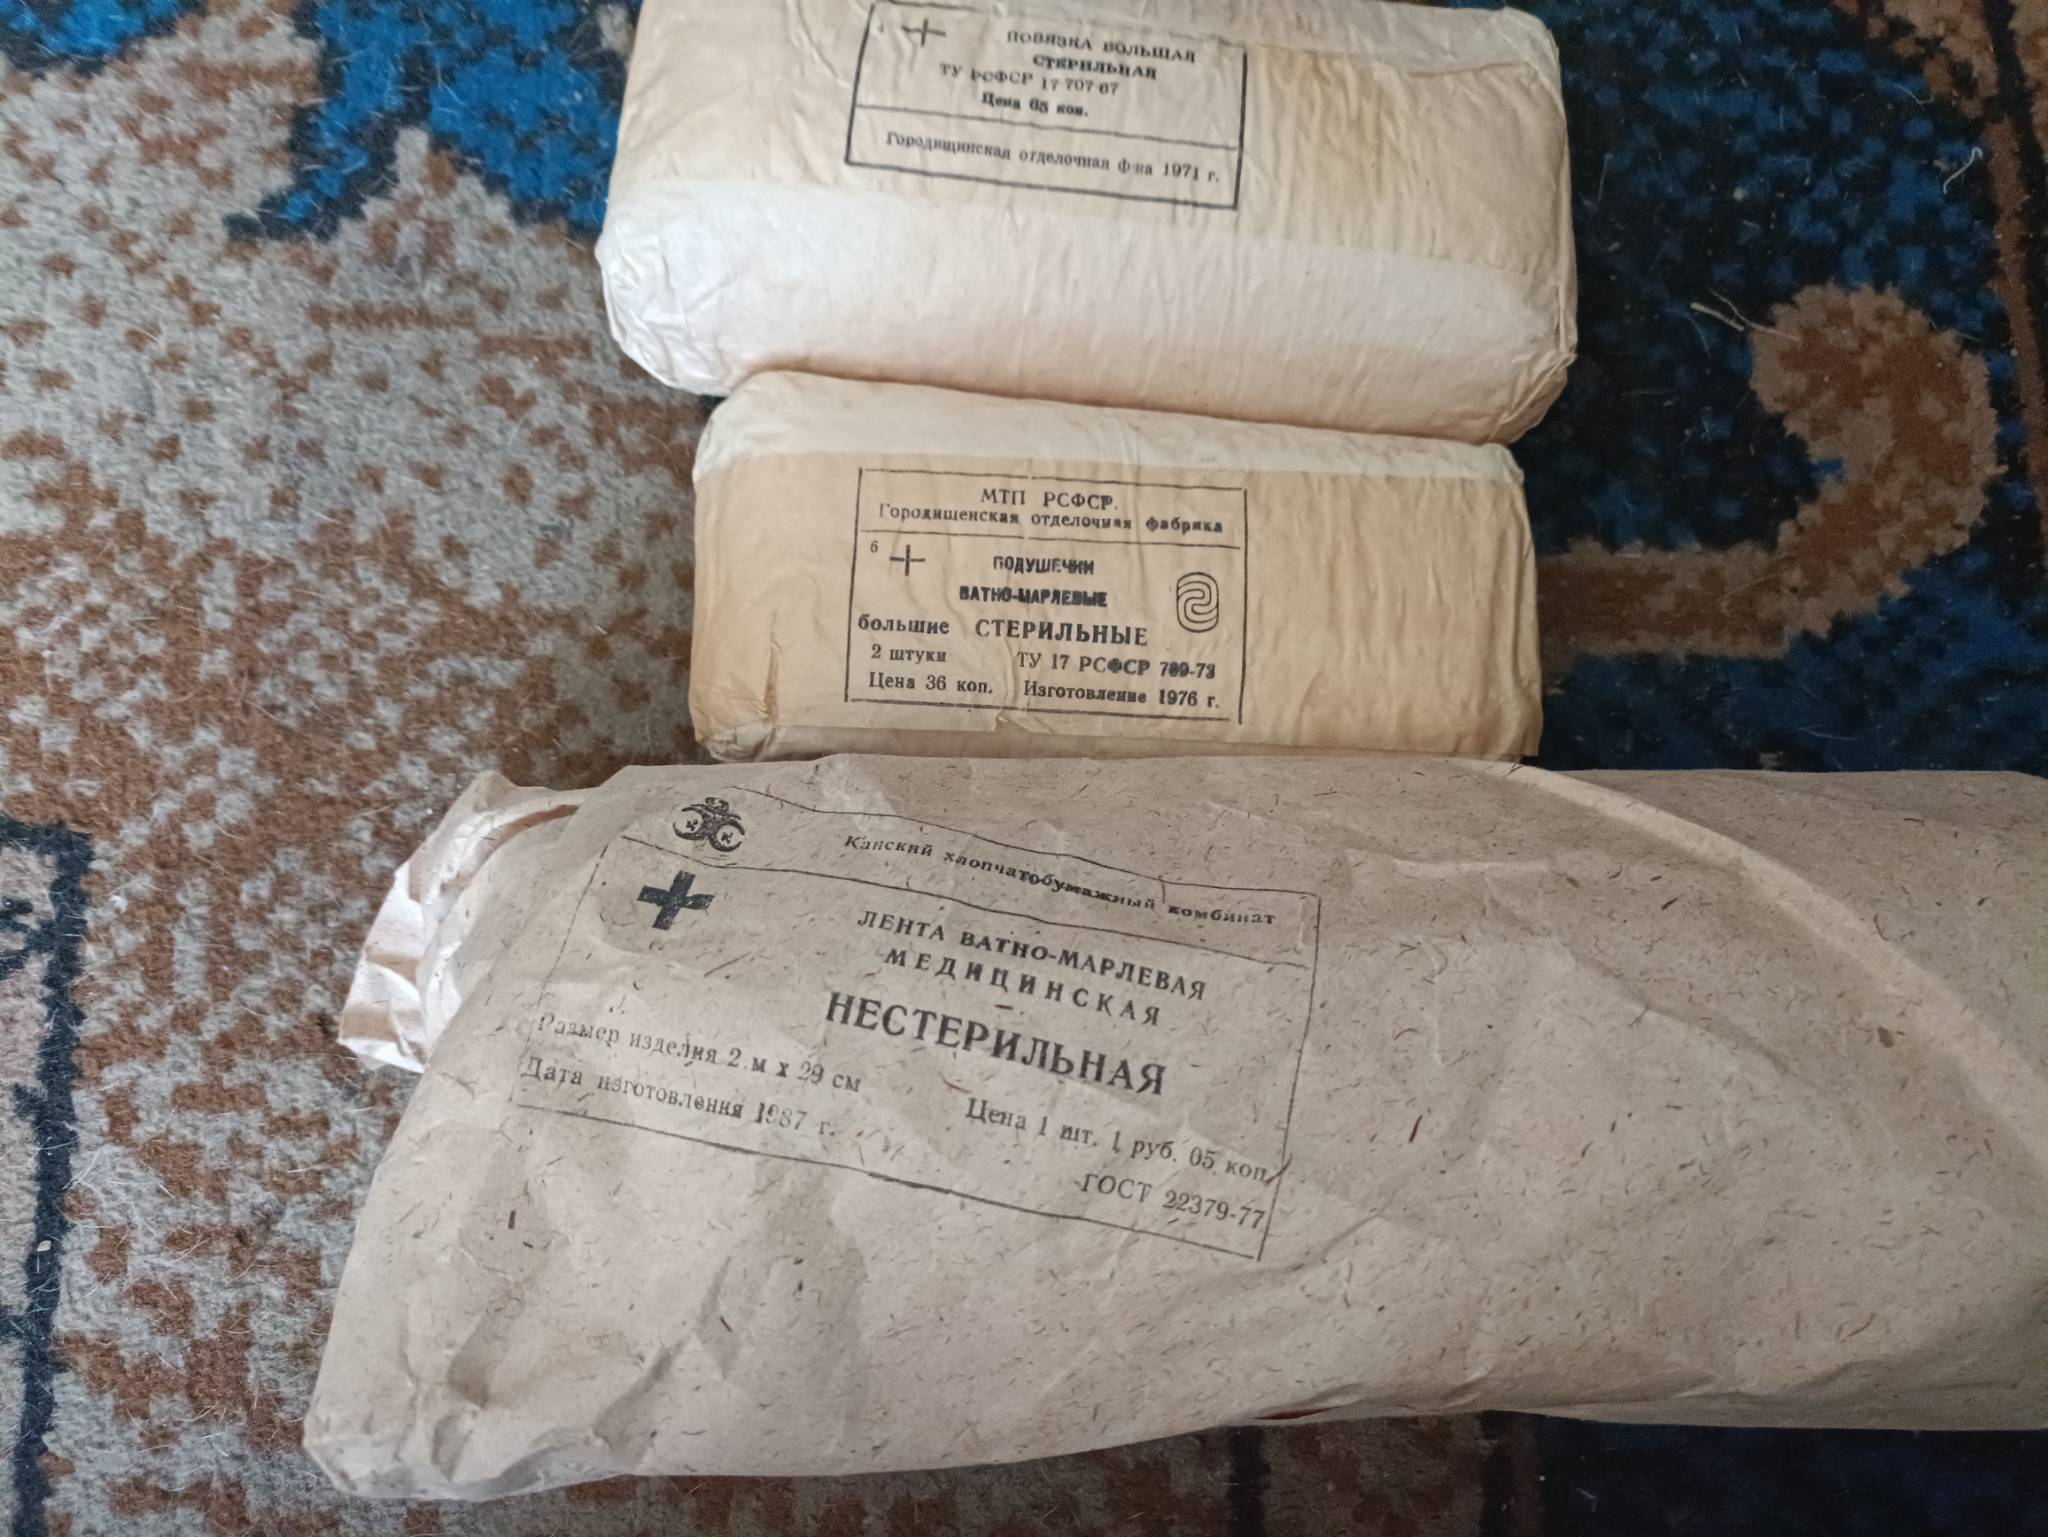 ПОВЯЗКА БОЛЬШАЯ
СТЕРИЛЬНАЯ
ТУ РСФСР 17-707-67
Цена 65 коп.
Городищинская отделочная ф-ка 1971 г.
МТП РСФСР.
Городищенская отделочная фабрика
6
ПОДУШЕЧКИ
ВАТНО-МАРЛЕВЫЕ
большие СТЕРИЛЬНЫЕ
2 штуки ТУ 17 РСФСР 709-73
Цена 36 коп. Изготовление 1976 г.
Канский хлопчатобумажный комбинат
ЛЕНТА ВАТНО-МАРЛЕВАЯ
МЕДИЦИНСКАЯ
НЕСТЕРИЛЬНАЯ
Размер изделия 2 м х 29 см
Цена 1 шт. 1 руб. 05 коп.
Дата изготовления 1987 г.
ГОСТ 22379-77